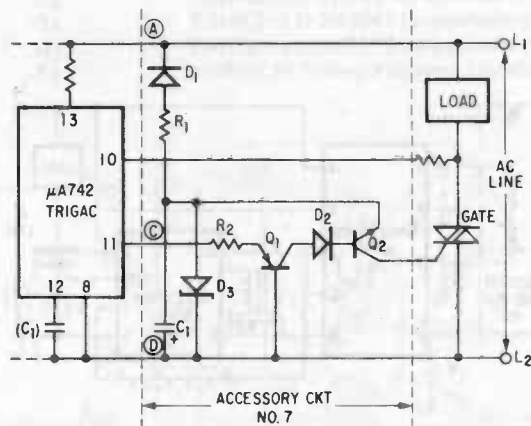 A
L1
D1
13
LOAD
R1
10
μA742
TRIGAC
AC
LINE
GATE
D2
C
R2
Q1
Q2
11
12
8
D3
(C1)
C1
+
D
L2
ACCESSORY CKT
NO. 7